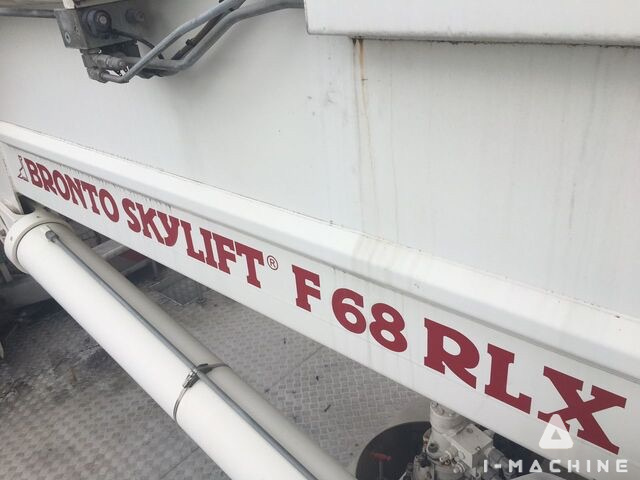 BRONTO SKYLIFT® F 68 RLX
I-MACHINE